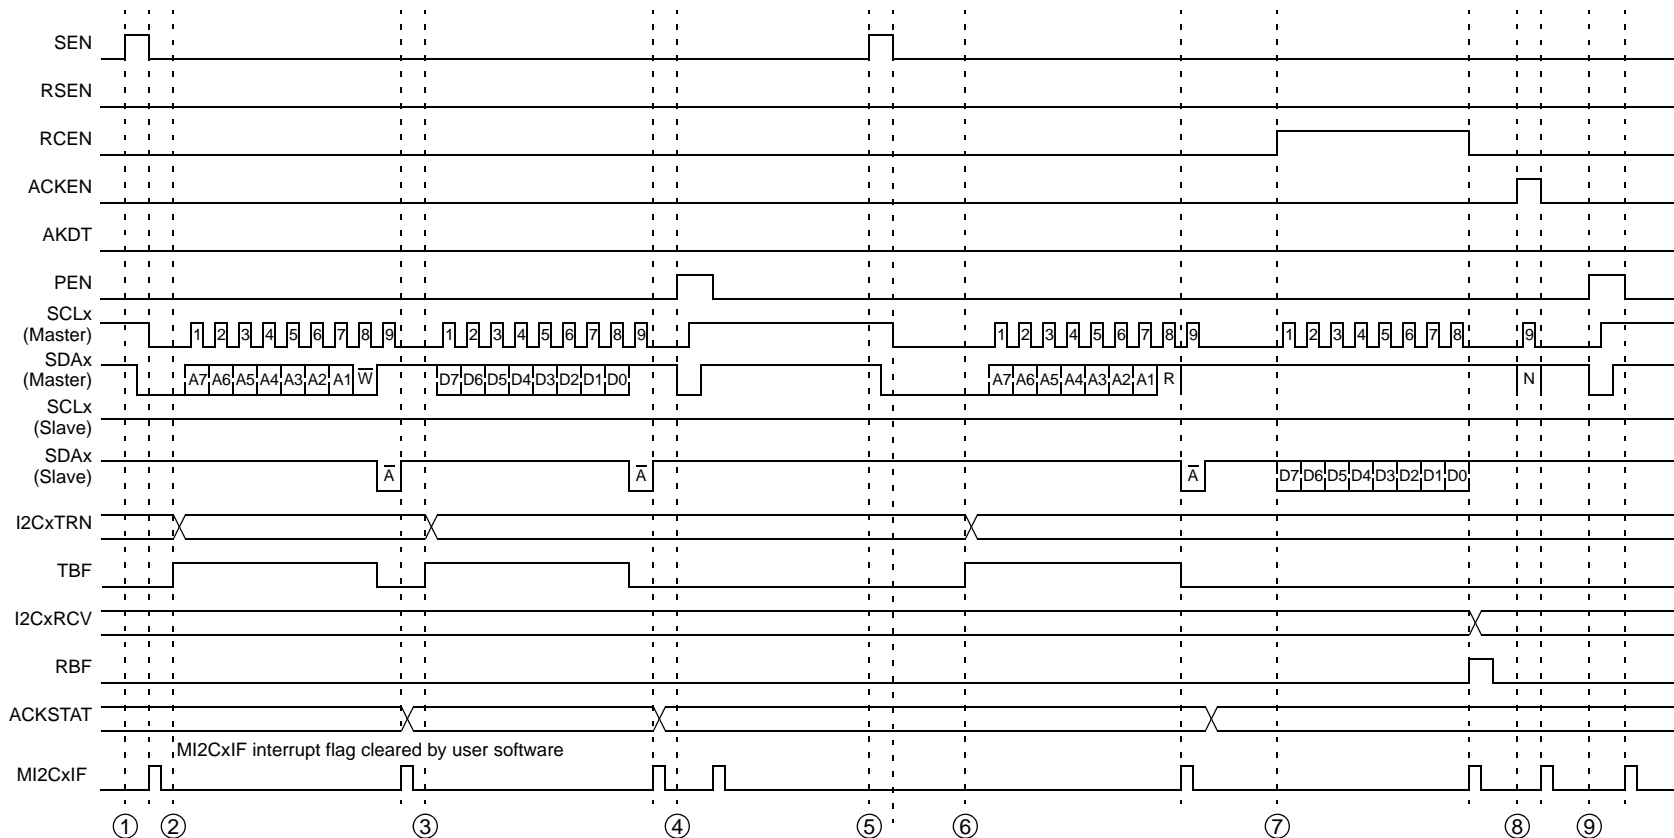 SEN
RSEN
RCEN
ACKEN
AKDT
PEN
SCLx
(Master)
1 2 3 4 5 6 7 8 9 1 2 3 4 5 6 7 8 9 1 2 3 4 5 6 7 8 9 1 2 3 4 5 6 7 8 9
SDAx
(Master)
A7 A6 A5 A4 A3 A2 A1 W̅ D7 D6 D5 D4 D3 D2 D1 D0 A7 A6 A5 A4 A3 A2 A1 R N
SCLx
(Slave)
SDAx
(Slave)
A̅ A̅ A̅ D7 D6 D5 D4 D3 D2 D1 D0
I2CxTRN
TBF
I2CxRCV
RBF
ACKSTAT
MI2CxIF interrupt flag cleared by user software
MI2CxIF
① ② ③ ④ ⑤ ⑥ ⑦ ⑧ ⑨